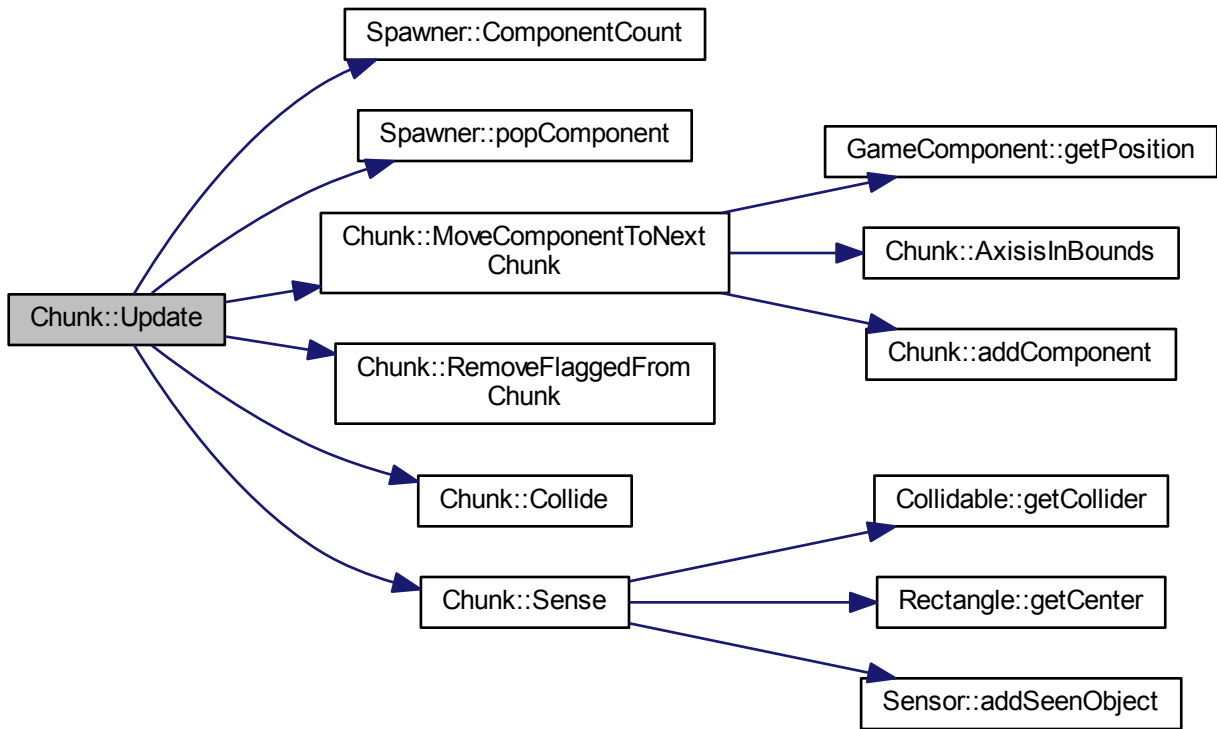 Spawner::ComponentCount
Spawner::popComponent
GameComponent::getPosition
Chunk::MoveComponentToNext
Chunk
Chunk::AxisisInBounds
Chunk::Update
Chunk::addComponent
Chunk::RemoveFlaggedFrom
Chunk
Chunk::Collide
Collidable::getCollider
Chunk::Sense
Rectangle::getCenter
Sensor::addSeenObject